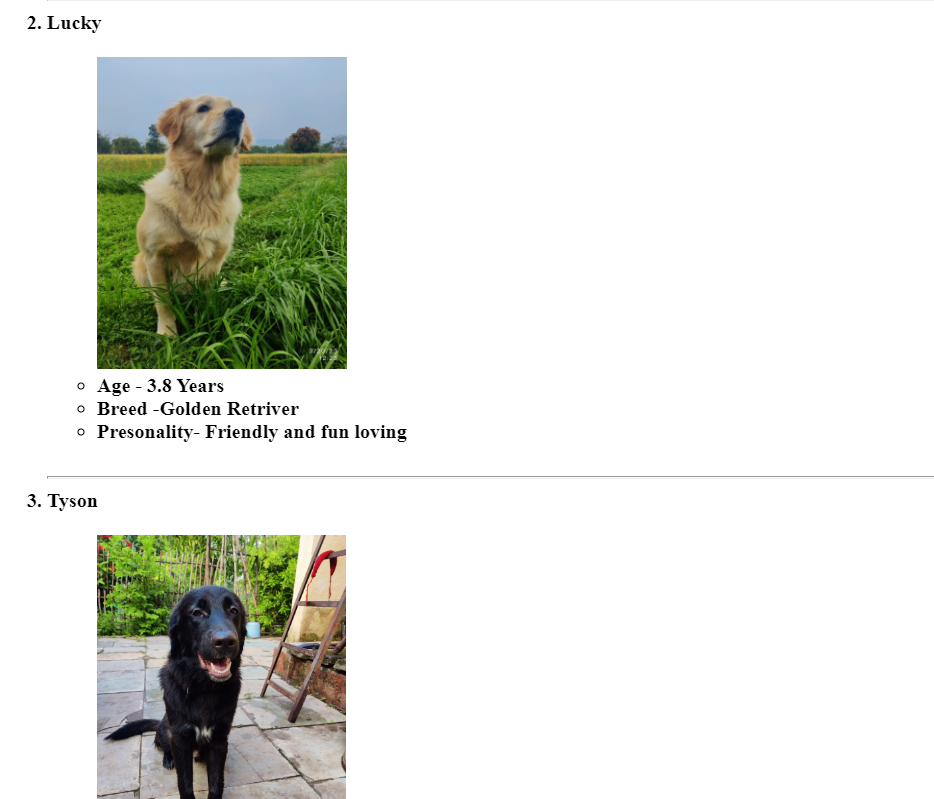 2. Lucky
Age - 3.8 Years
Breed -Golden Retriver
Presonality- Friendly and fun loving
3. Tyson